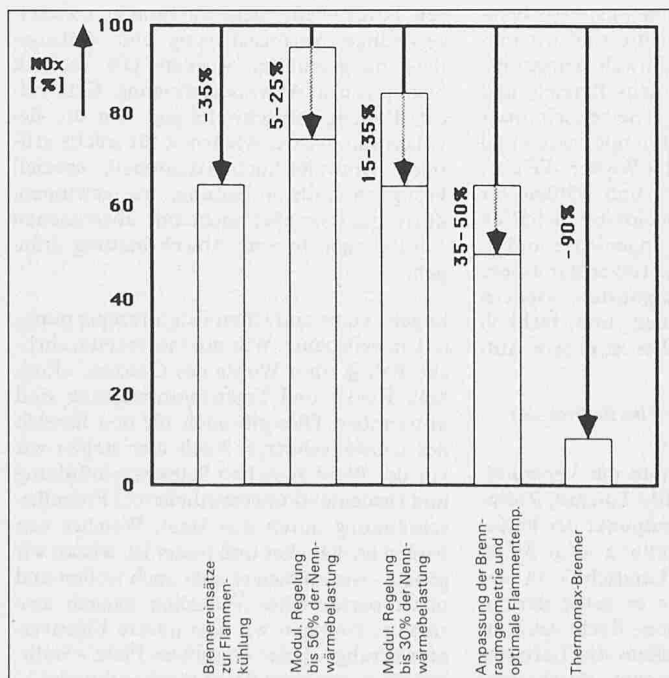 100
NOx
[%]
80
60
40
20
0
-35%
5-25%
15-35%
35-50%
-90%
Brennereinsätze
zur Flammen-
kühlung
Modul. Regelung
bis 50% der Nenn-
wärmebelastung
Modul. Regelung
bis 30% der Nenn-
wärmebelastung
Anpassung der Brenn-
raumgeometrie und
optimale Flammentemp.
Thermomax-Brenner